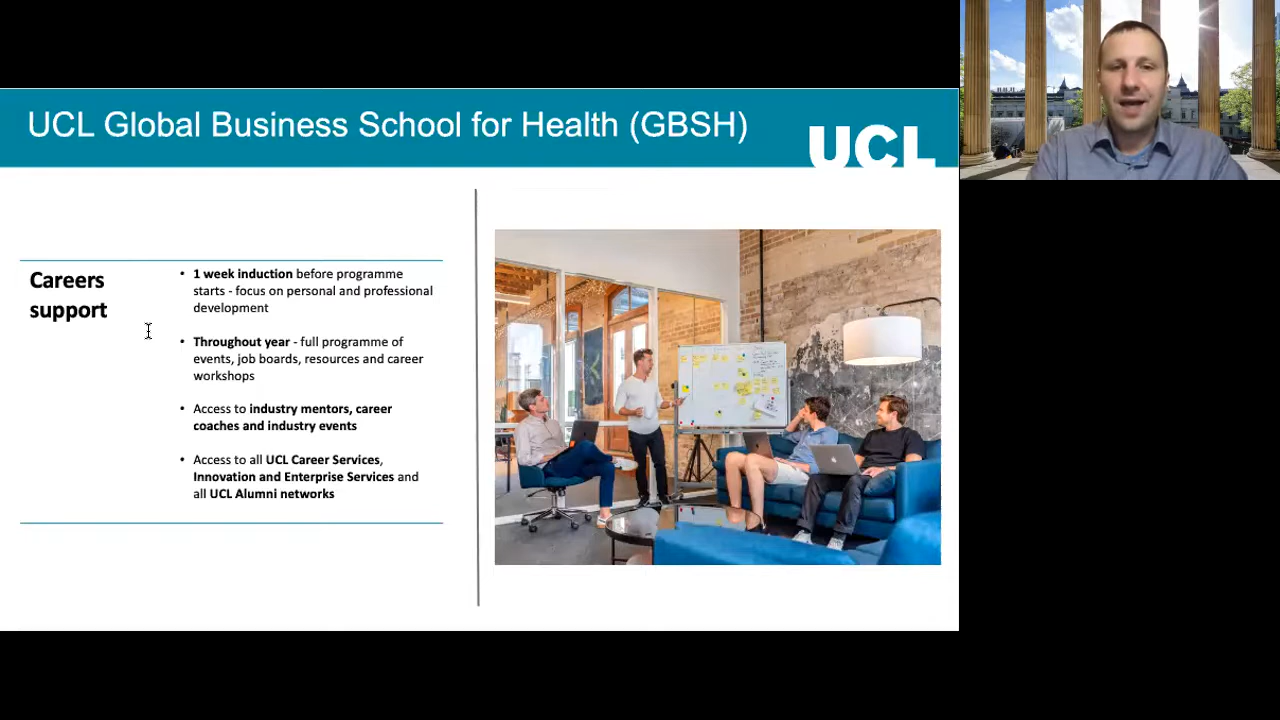 UCL Global Business School for Health (GBSH)
UCL
Careers
support
• 1 week induction before programme
starts - focus on personal and professional
development
• Throughout year - full programme of
events, job boards, resources and career
workshops
• Access to industry mentors, career
coaches and industry events
• Access to all UCL Career Services,
Innovation and Enterprise Services and
all UCL Alumni networks